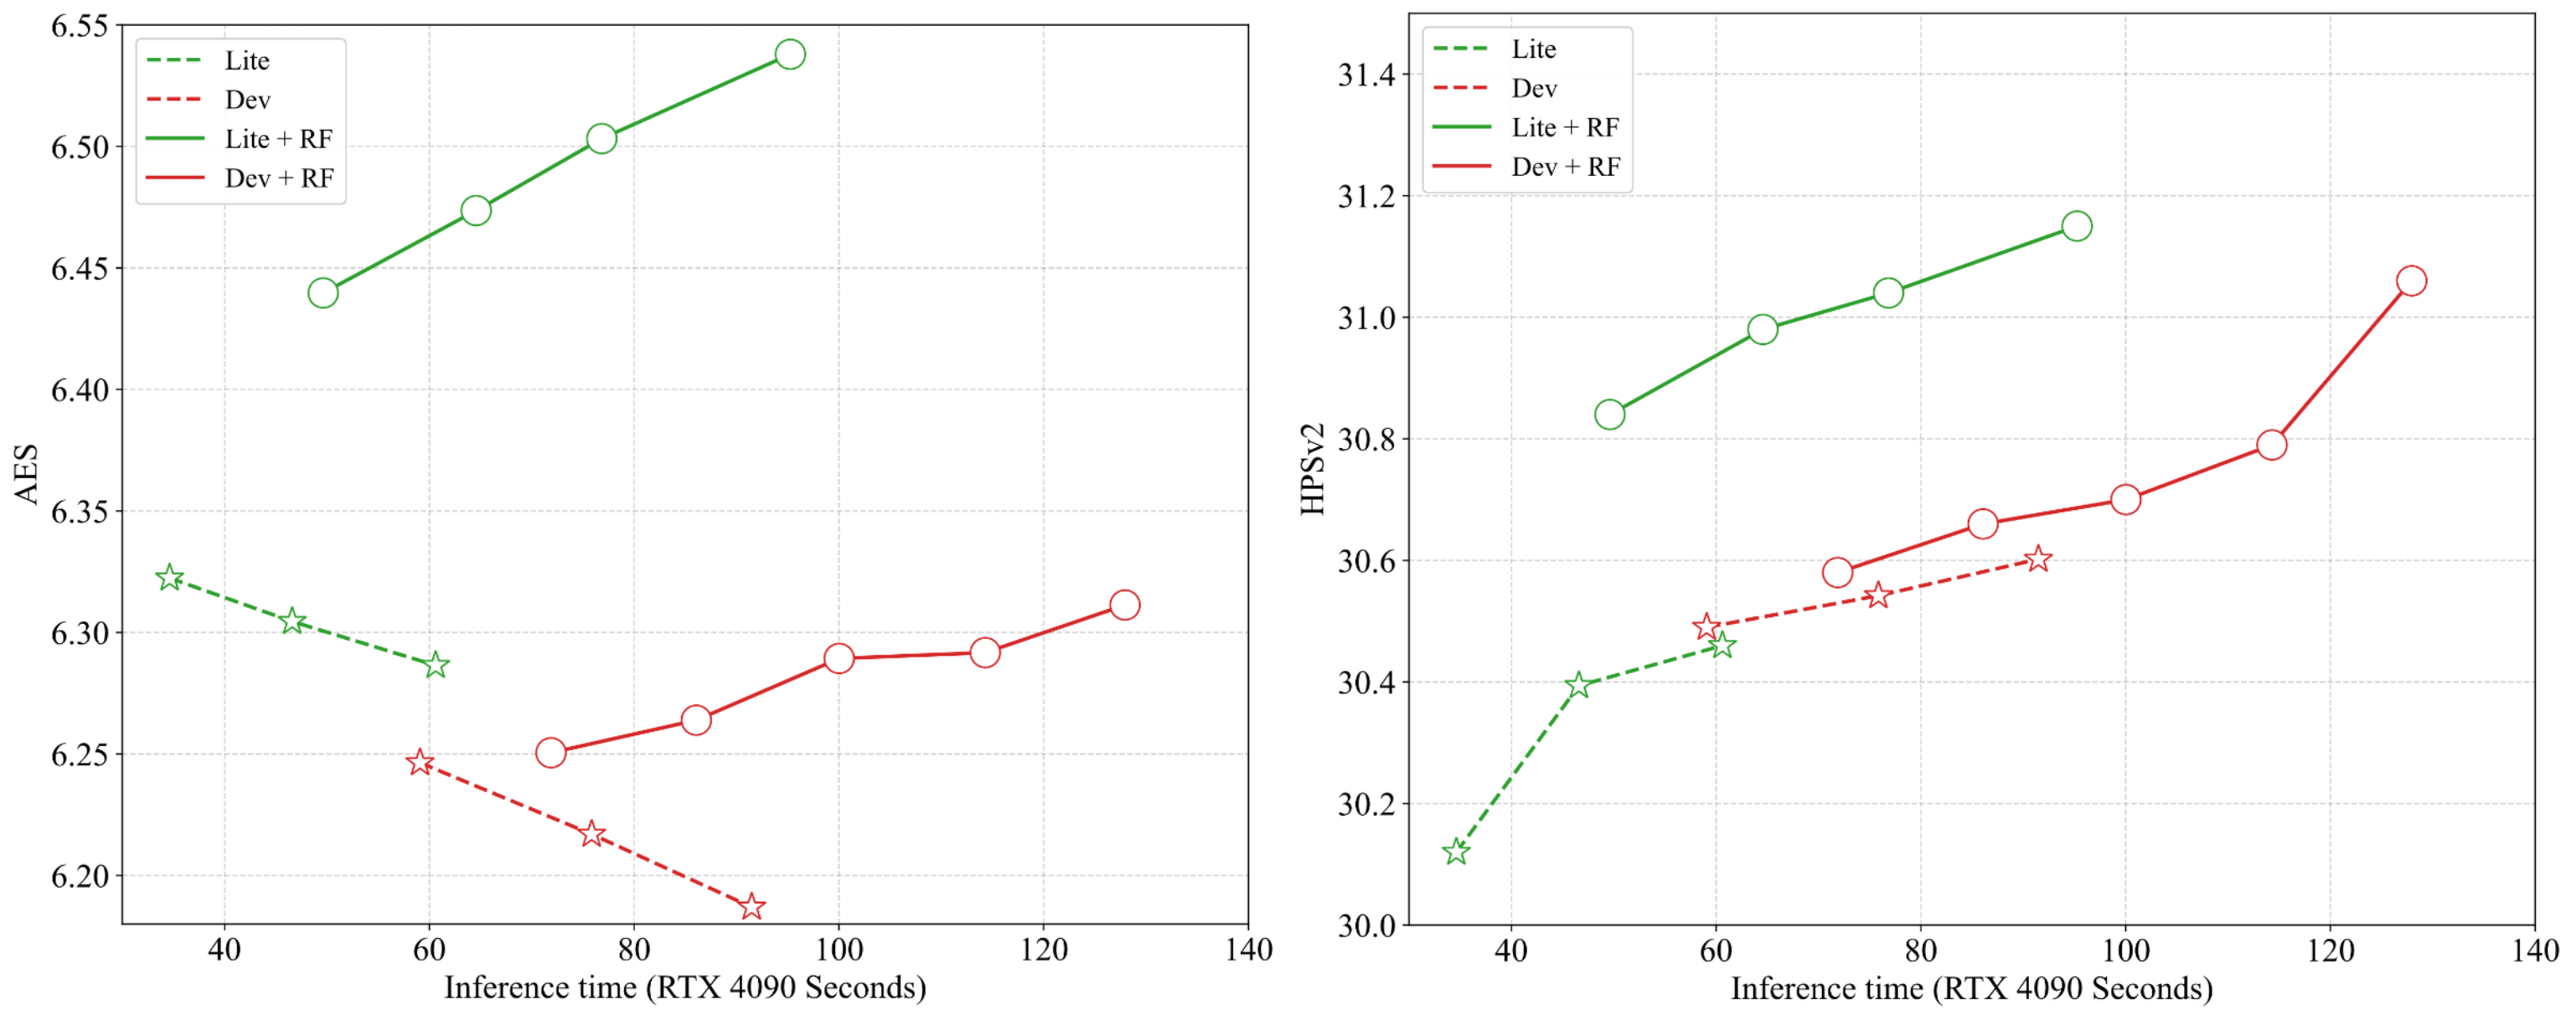 6.55
6.50
6.45
6.40
6.35
6.30
6.25
6.20
AES
Lite
Dev
Lite + RF
Dev + RF
40 60 80 100 120 140
Inference time (RTX 4090 Seconds)
31.4
31.2
31.0
30.8
30.6
30.4
30.2
30.0
HPSv2
Lite
Dev
Lite + RF
Dev + RF
40 60 80 100 120 140
Inference time (RTX 4090 Seconds)